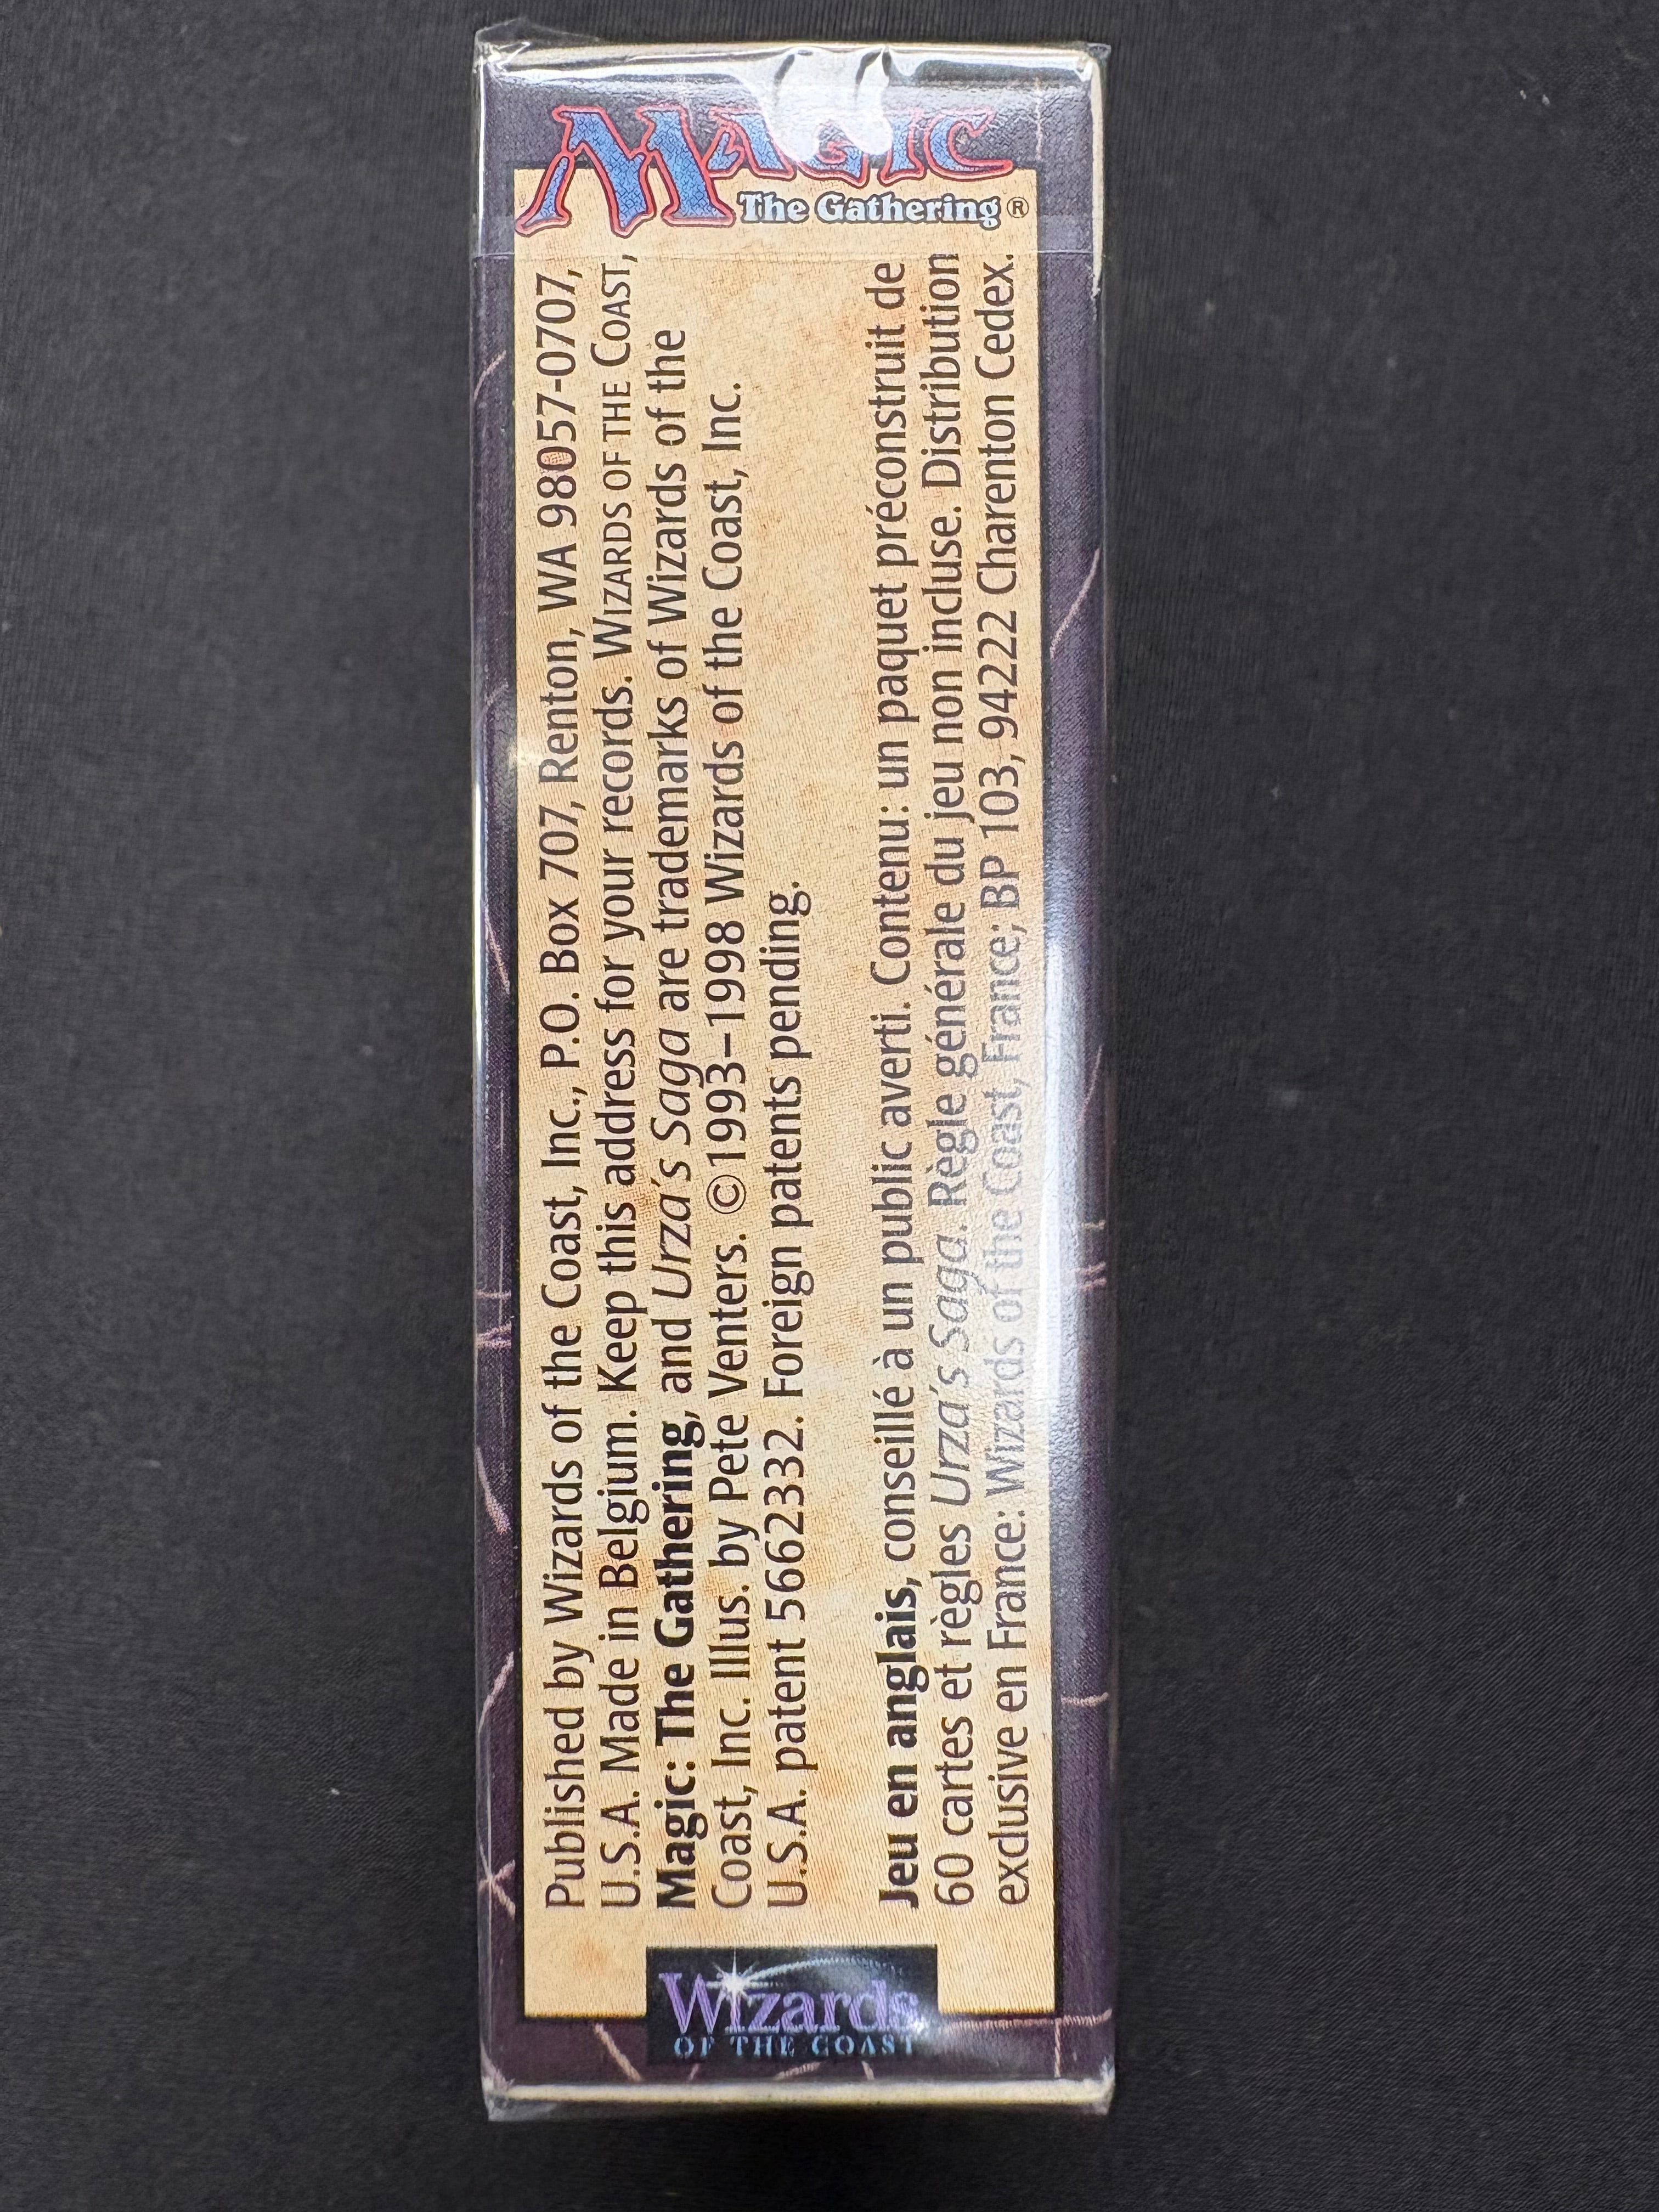 MAGIC
The Gathering®
Published by Wizards of the Coast, Inc., P.O. Box 707, Renton, WA 98057-0707,
U.S.A. Made in Belgium. Keep this address for your records. WIZARDS OF THE COAST,
Magic: The Gathering, and Urza's Saga are trademarks of Wizards of the
Coast, Inc. Illus. by Pete Venters. ©1993–1998 Wizards of the Coast, Inc.
U.S.A. patent 5662332. Foreign patents pending.
Jeu en anglais, conseillé à un public averti. Contenu: un paquet préconstruit de
60 cartes et règles Urza's Saga. Règle générale du jeu non incluse. Distribution
exclusive en France: Wizards of the Coast, France; BP 103, 94222 Charenton Cedex.
Wizards
OF THE COAST